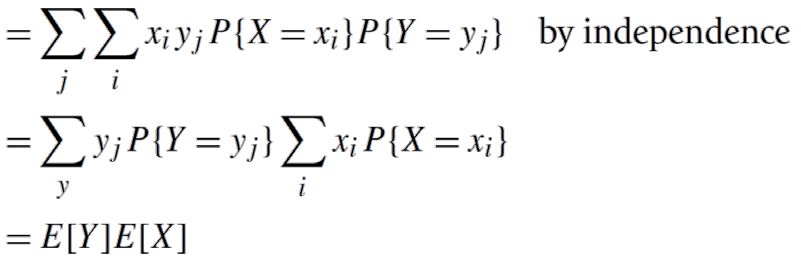 = ∑_j ∑_i x_i y_j P{X = x_i}P{Y = y_j} by independence
= ∑_y y_j P{Y = y_j} ∑_i x_i P{X = x_i}
= E[Y]E[X]